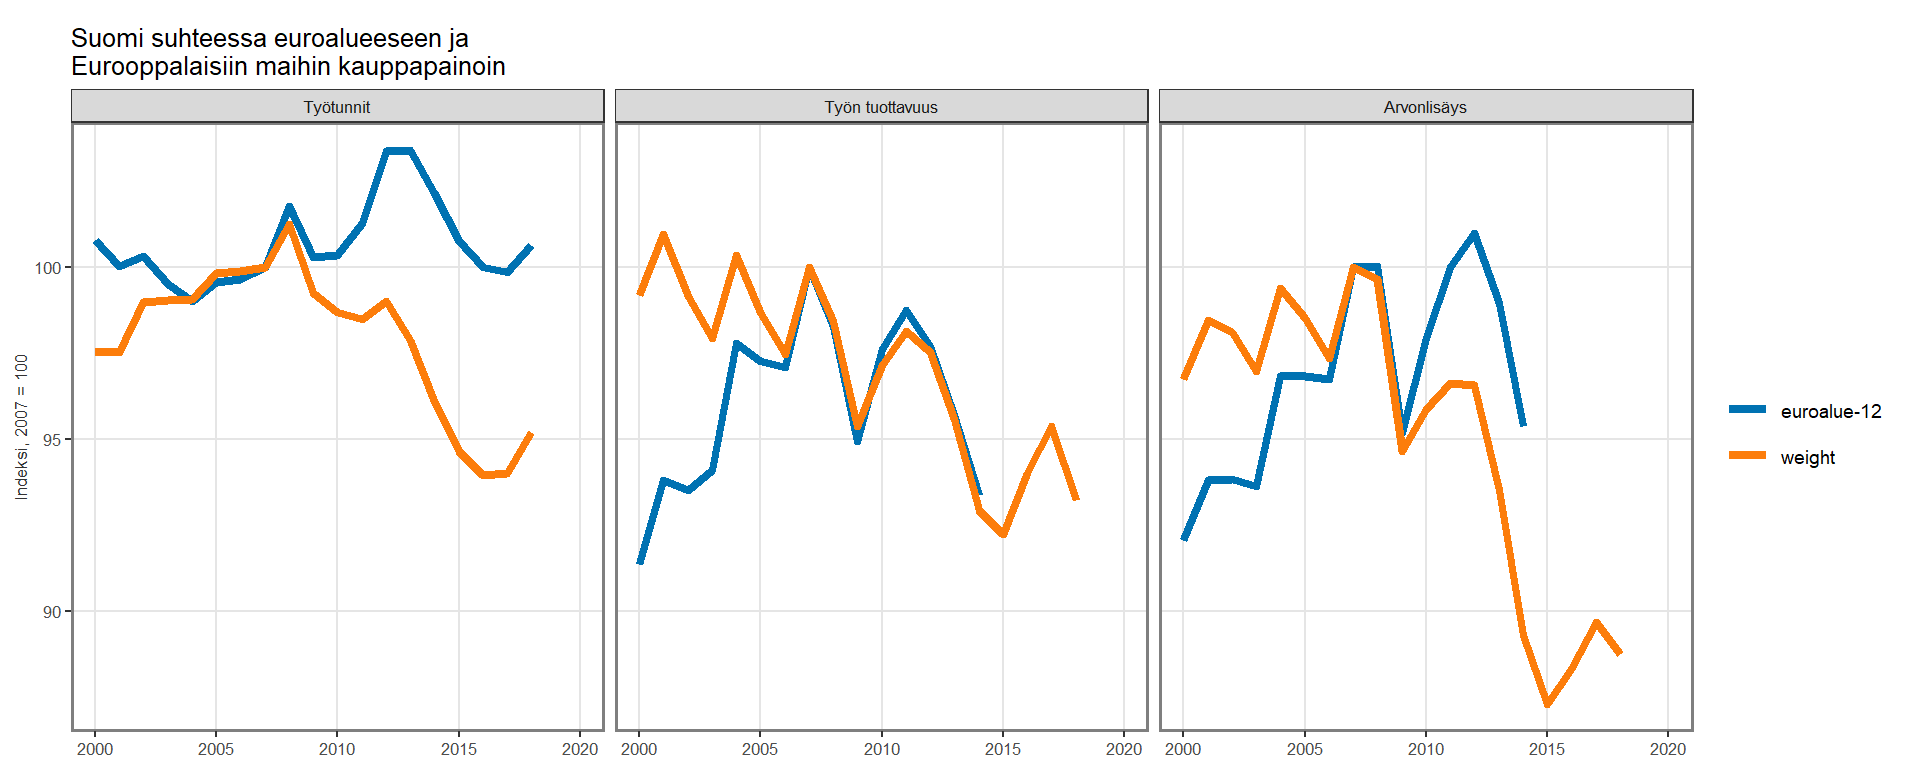 Suomi suhteessa euroalueeseen ja
Eurooppalaisiin maihin kauppapainoin
Työtunnit
Työn tuottavuus
Arvonlisäys
Indeksi, 2007 = 100
100
95
90
2000 2005 2010 2015 2020
2000 2005 2010 2015 2020
2000 2005 2010 2015 2020
euroalue-12
weight